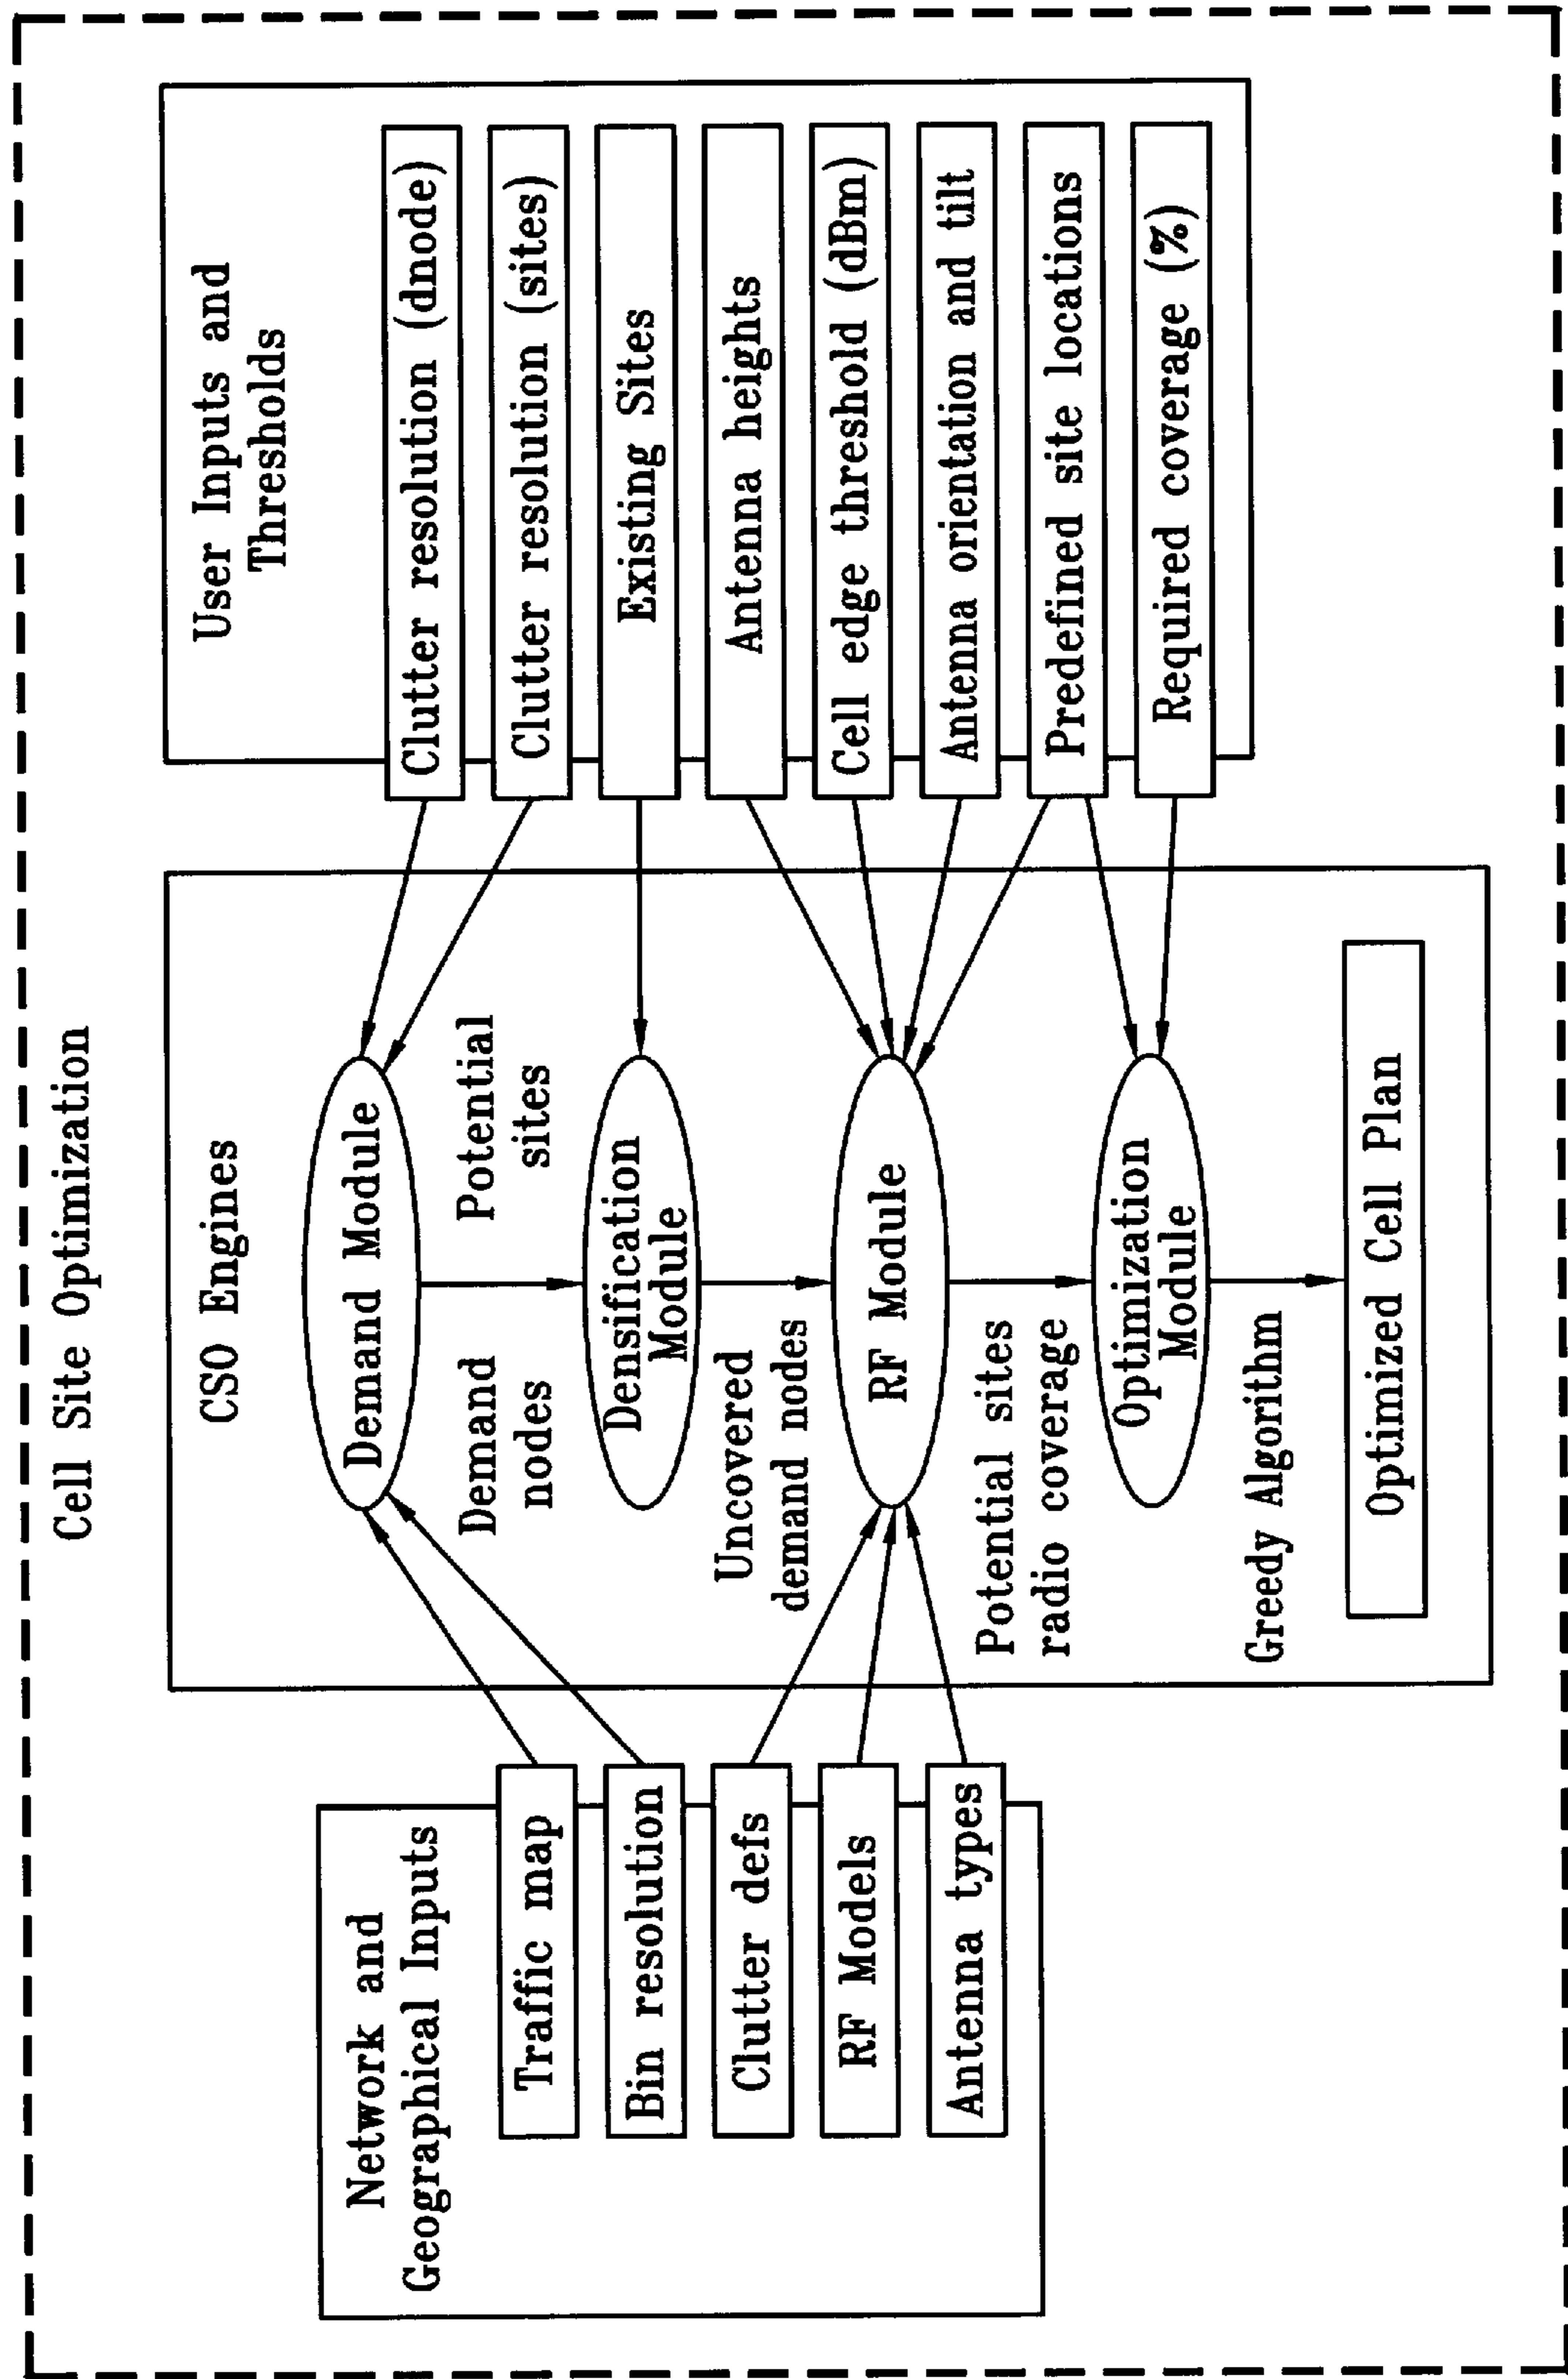 Cell Site Optimization
Network and
Geographical Inputs
Traffic map
Bin resolution
Clutter defs
RF Models
Antenna types
CSO Engines
Demand Module
Demand
nodes
Potential
sites
Densification
Module
Uncovered
demand nodes
RF Module
Potential sites
radio coverage
Optimization
Module
Greedy Algorithm
Optimized Cell Plan
User Inputs and
Thresholds
Clutter resolution (dnode)
Clutter resolution (sites)
Existing Sites
Antenna heights
Cell edge threshold (dBm)
Antenna orientation and tilt
Predefined site locations
Required coverage (%)